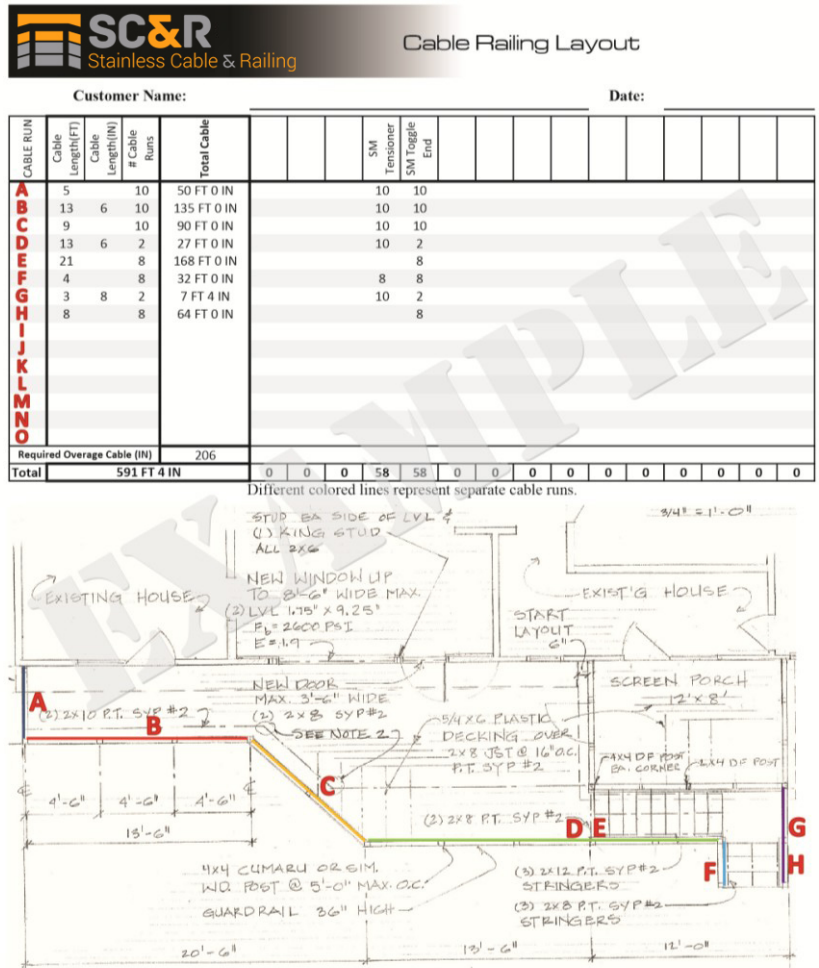 SC&R
Stainless Cable & Railing
Cable Railing Layout
Customer Name:
Date:
CABLE RUN Cable Length(FT) Cable Length(IN) # Cable Runs Total Cable SM Tensioner SM Toggle End
A 5 10 50 FT 0 IN 10 10
B 13 6 10 135 FT 0 IN 10 10
C 9 10 90 FT 0 IN 10 10
D 13 6 2 27 FT 0 IN 10 2
E 21 8 168 FT 0 IN 8
F 4 8 32 FT 0 IN 8 8
G 3 8 2 7 FT 4 IN 10 2
H 8 8 64 FT 0 IN 8
I
J
K
L
M
N
O
Required Overage Cable (IN) 206
Total 591 FT 4 IN 0 0 0 58 58 0 0 0 0 0 0 0 0 0 0
EXAMPLE
Different colored lines represent separate cable runs.
STUD EA SIDE OF LVL &
(1) KING STUD
ALL 2X6
3/4" = 1'-0"
EXISTING HOUSE
NEW WINDOW UP
TO 8'-6" WIDE MAX.
(2) LVL 1.75" X 9.25"
Fb = 2600 PSI
E = 1.9
EXIST'G HOUSE
START
LAYOUT
6"
NEW DOOR
MAX. 3'-6" WIDE
(2) 2X8 SYP#2
SEE NOTE 2
SCREEN PORCH
12' X 8'
A
(2) 2X10 P.T. SYP #2
B
5/4X6 PLASTIC
DECKING OVER
2X8 JST @ 16" O.C.
P.T. SYP #2
4X4 DF POST
EA. CORNER
4X4 DF POST
C
4'-6" 4'-6" 4'-6"
13'-6"
(2) 2X8 P.T. SYP #2
D E
G
F
H
4X4 CUMARU OR SIM.
WD. POST @ 5'-0" MAX. O.C.
GUARDRAIL 36" HIGH
(3) 2X12 P.T. SYP #2
STRINGERS
(3) 2X8 P.T. SYP #2
STRINGERS
20'-6" 13'-6" 12'-0"